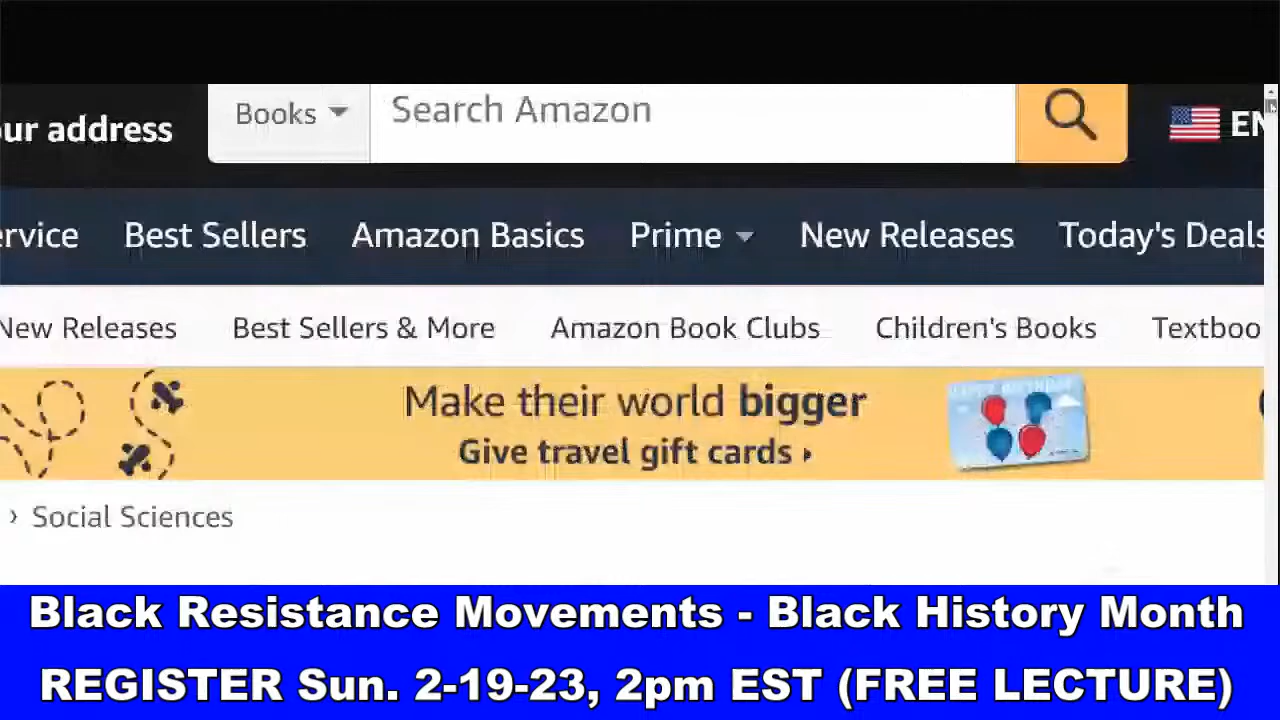 our address Books Search Amazon EN
ervice Best Sellers Amazon Basics Prime New Releases Today's Deals
New Releases Best Sellers & More Amazon Book Clubs Children's Books Textboo
Make their world bigger
Give travel gift cards ›
› Social Sciences
Black Resistance Movements - Black History Month
REGISTER Sun. 2-19-23, 2pm EST (FREE LECTURE)